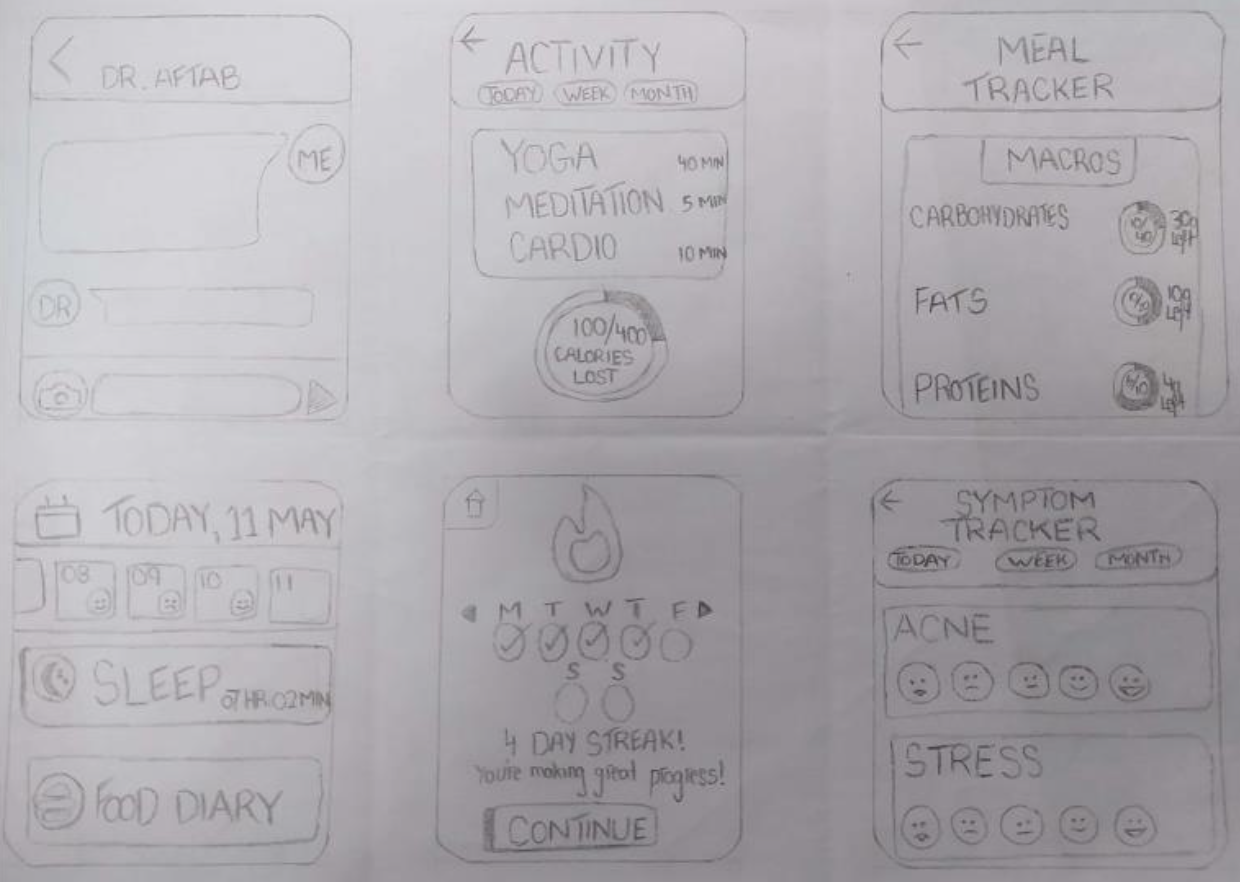 DR. AFTAB
ME
DR
ACTIVITY
TODAY WEEK MONTH
YOGA 40 MIN
MEDITATION 5 MIN
CARDIO 10 MIN
100/400
CALORIES
LOST
MEAL
TRACKER
MACROS
CARBOHYDRATES 30g
left
FATS 10g
left
PROTEINS 4g
left
TODAY, 11 MAY
08 09 10 11
SLEEP 07 HR:02 MIN
FOOD DIARY
M T W T F
S S
4 DAY STREAK!
You're making great progress!
CONTINUE
SYMPTOM
TRACKER
TODAY WEEK MONTH
ACNE
STRESS